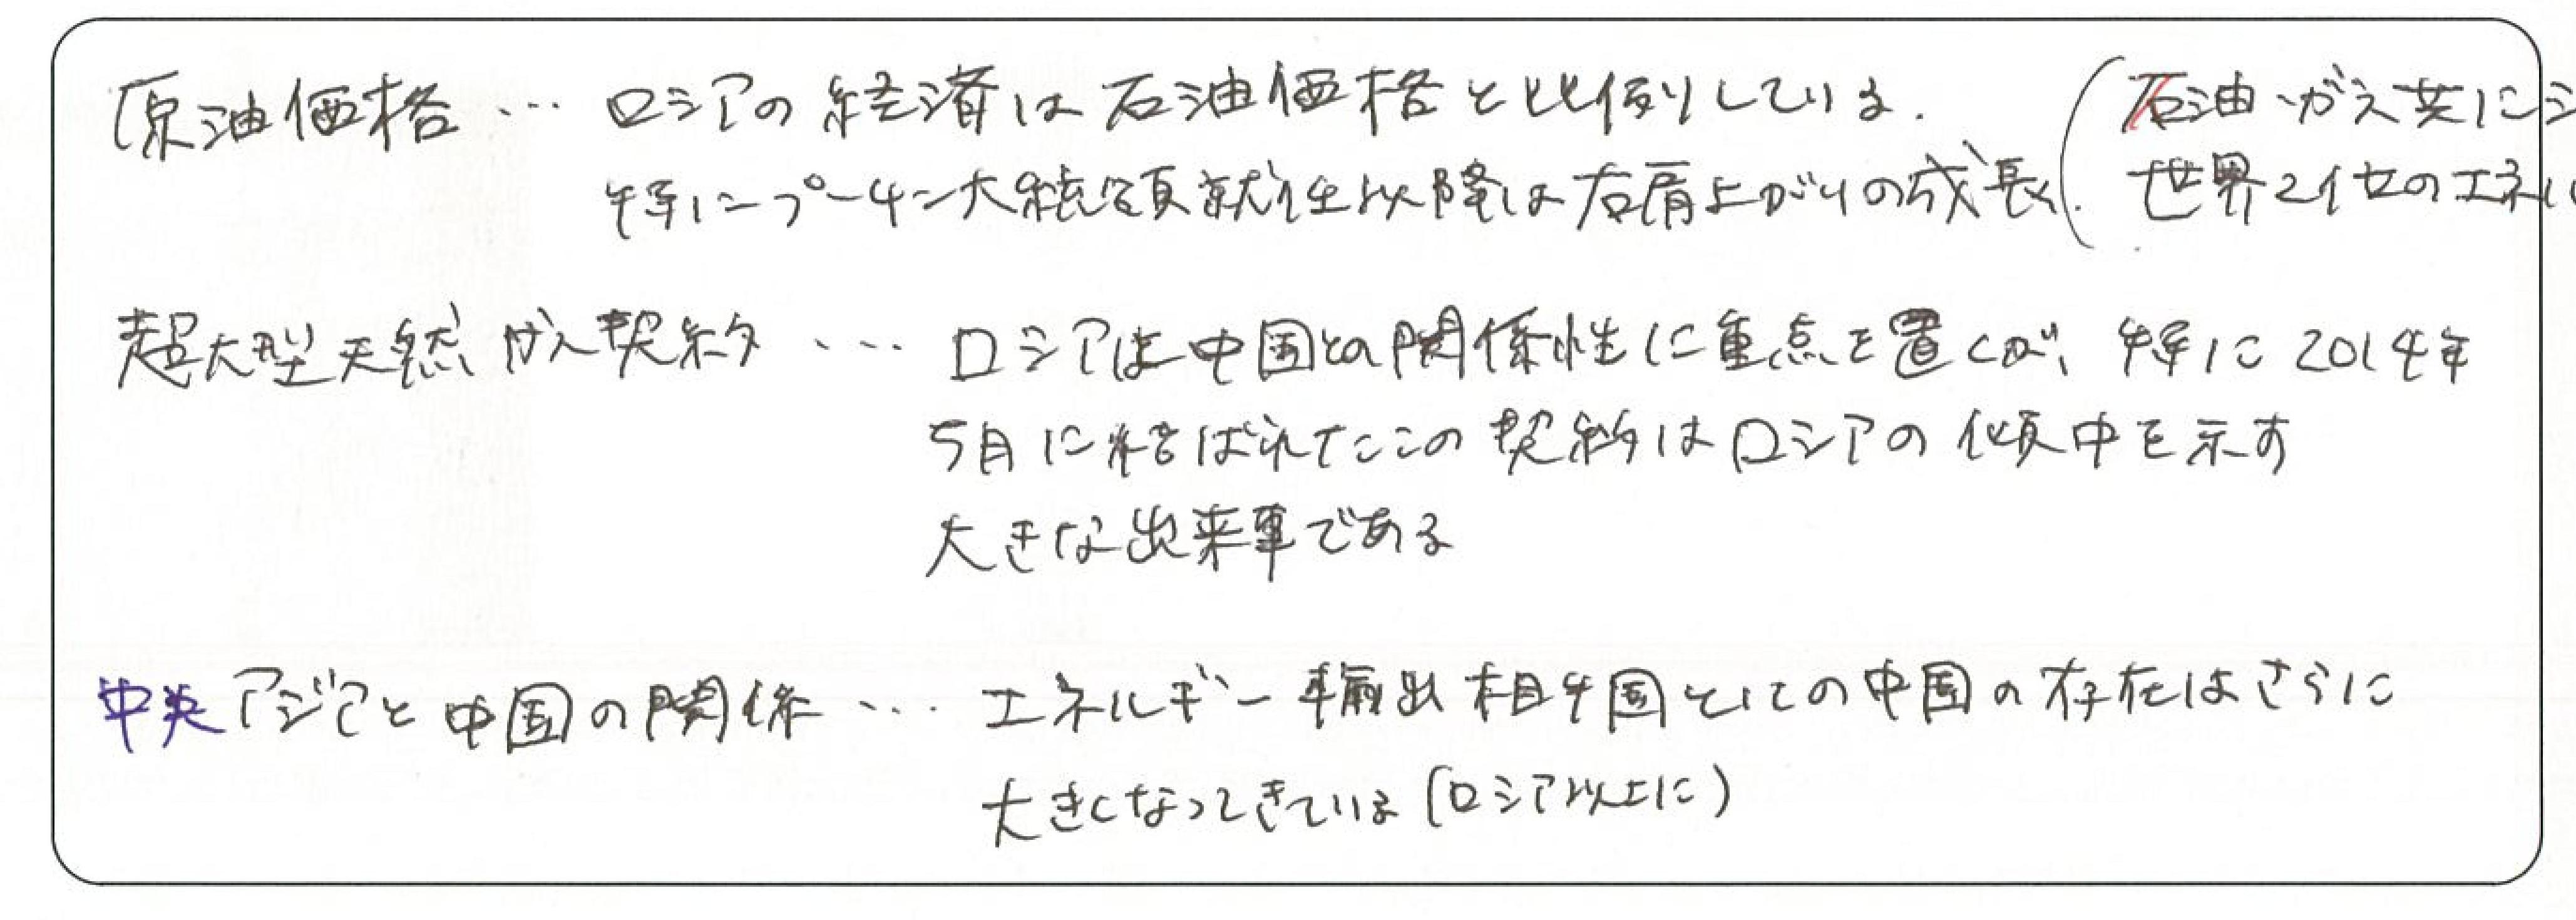 原油価格 … ロシアの経済は石油価格と比例している. (石油・ガス共に
特にプーチン大統領就任以降は右肩上がりの成長. 世界2位のエネル
超大型天然ガス契約 … ロシアは中国との関係性に重点を置くが、特に2014年
5月に結ばれたこの契約はロシアの傾中を示す
大きな出来事である
中央アジアと中国の関係 … エネルギー輸出相手国としての中国の存在はさらに
大きくなってきている(ロシア以上に)